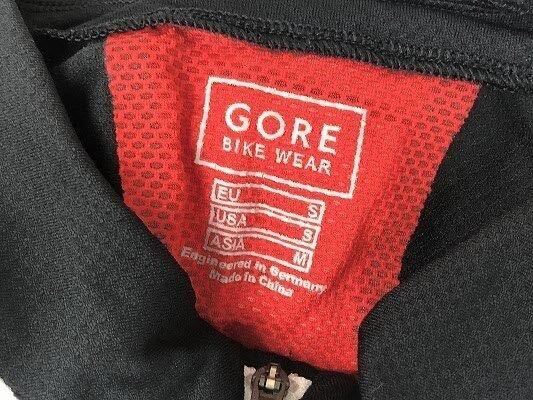 GORE
BIKE WEAR
EU S
USA S
ASIA M
Engineered in Germany
Made in China